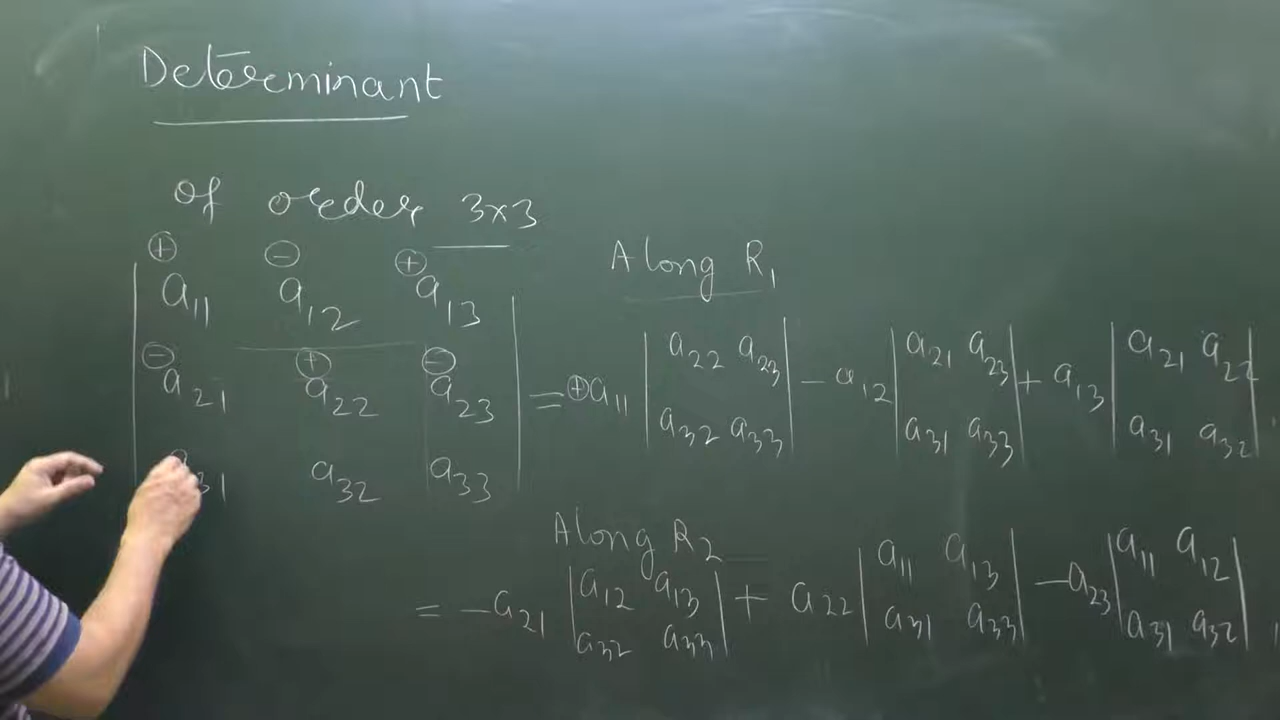 Determinant
of order 3x3
⊕ ⊖ ⊕
a11 a12 a13
⊖ ⊕ ⊖
a21 a22 a23
a31 a32 a33
Along R1
= ⊕a11 |a22 a23| - a12 |a21 a23| + a13 |a21 a22|
|a32 a33| |a31 a33| |a31 a32|
Along R2
= -a21 |a12 a13| + a22 |a11 a13| - a23 |a11 a12|
|a32 a33| |a31 a33| |a31 a32|